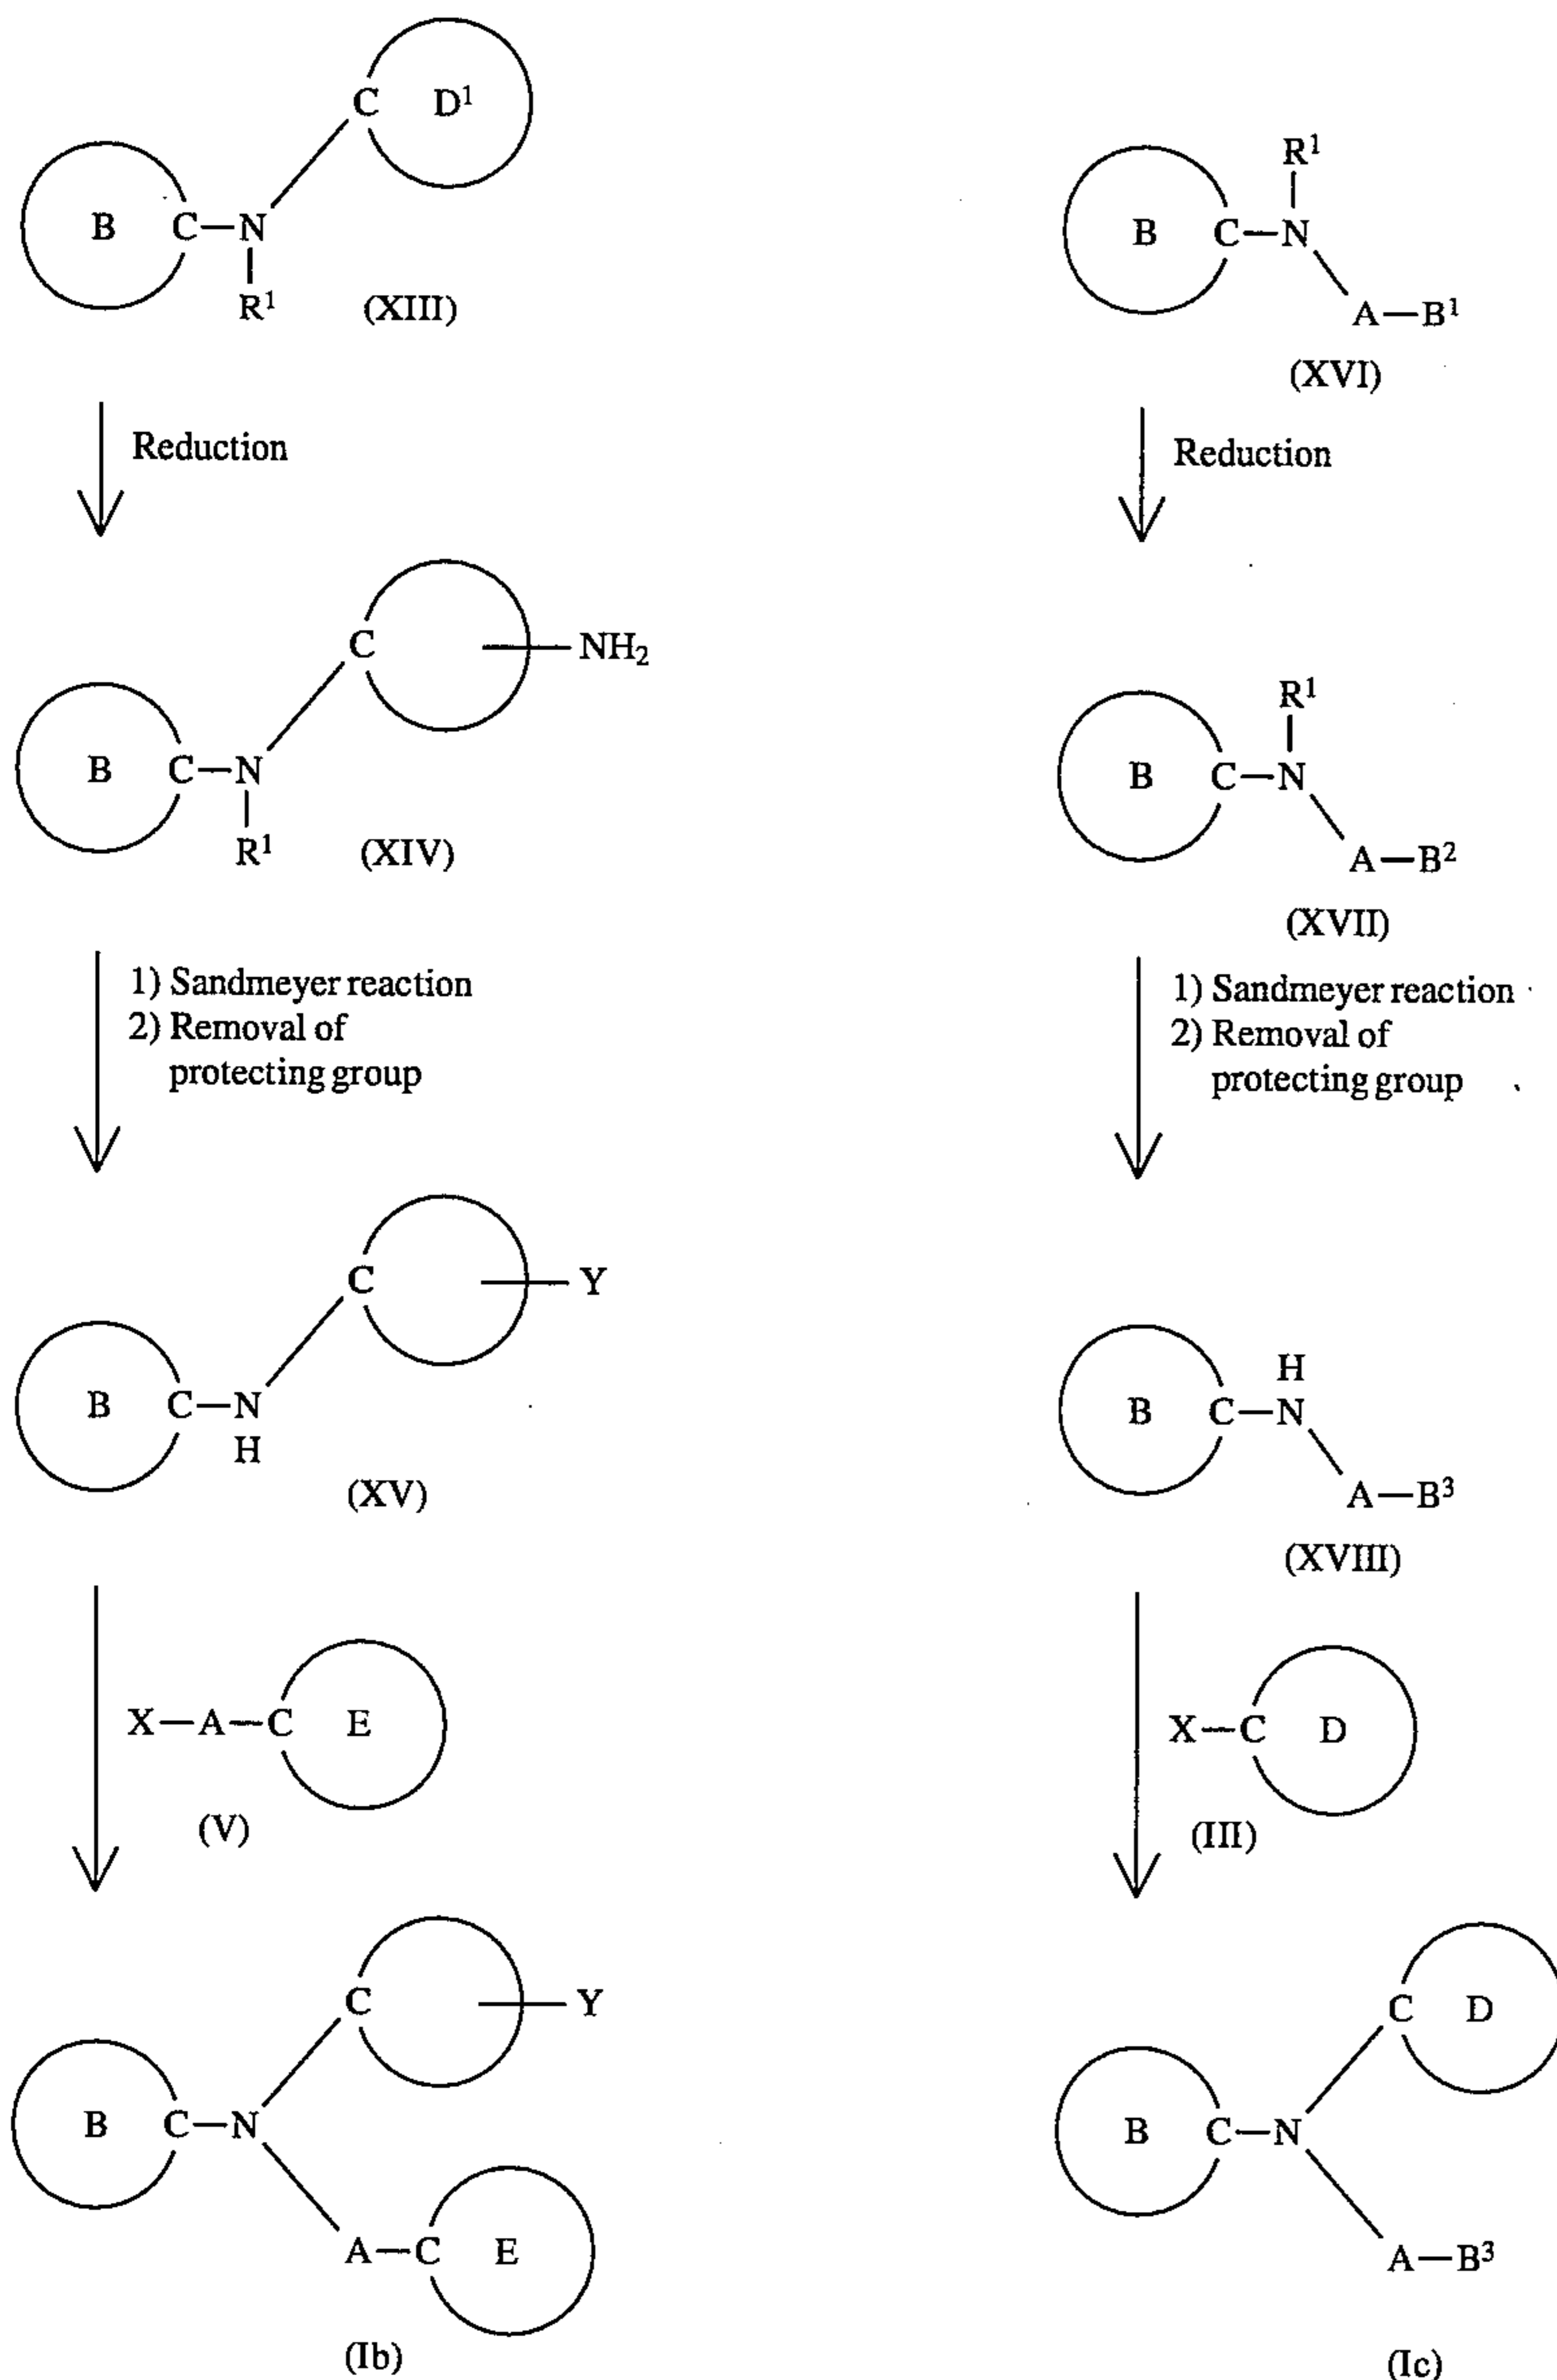 C D¹
B C—N
R¹ (XIII)
Reduction
C NH₂
B C—N
R¹ (XIV)
1) Sandmeyer reaction
2) Removal of
protecting group
C Y
B C—N
H
(XV)
X—A—C E
(V)
C Y
B C—N
A—C E
(Ib)
R¹
B C—N
A—B¹
(XVI)
Reduction
R¹
B C—N
A—B²
(XVII)
1) Sandmeyer reaction
2) Removal of
protecting group
H
B C—N
A—B³
(XVIII)
X—C D
(III)
C D
B C—N
A—B³
(Ic)